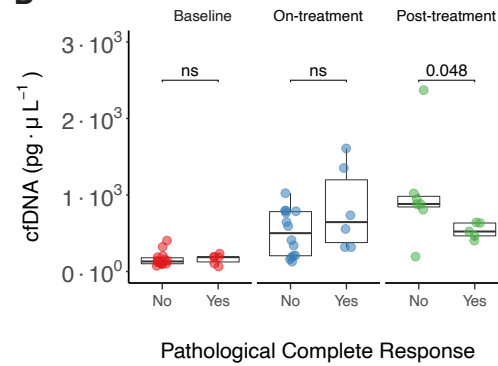 Baseline On-treatment Post-treatment
3 · 10³
ns ns 0.048
2 · 10³
1 · 10³
0 · 10⁰
cfDNA (pg · µ L⁻¹ )
No Yes No Yes No Yes
Pathological Complete Response